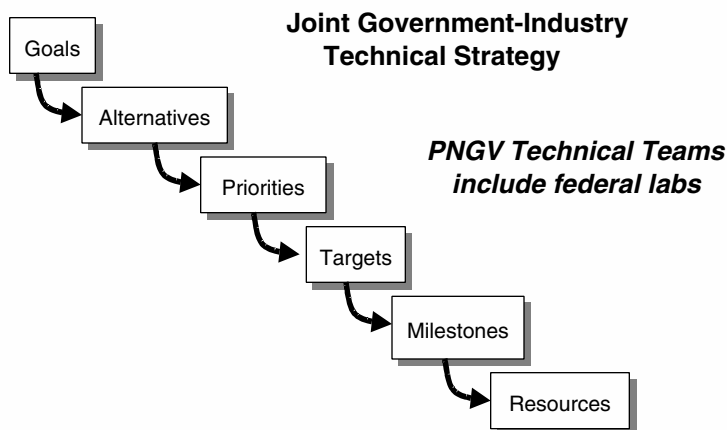 Joint Government-Industry
Technical Strategy
Goals
Alternatives
PNGV Technical Teams
include federal labs
Priorities
Targets
Milestones
Resources